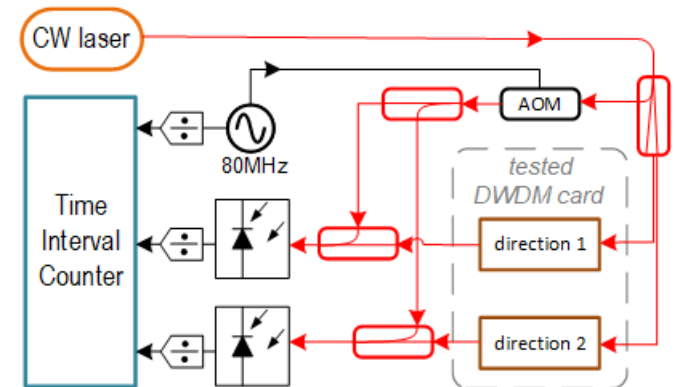 CW laser
AOM
80MHz
tested
DWDM card
Time
Interval
Counter
direction 1
direction 2